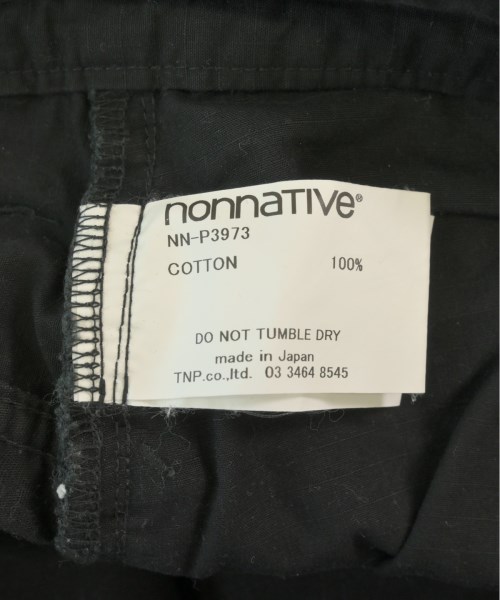 nonnaTIVe®
NN-P3973
COTTON 100%
DO NOT TUMBLE DRY
made in Japan
TNP.co.,ltd. 03 3464 8545